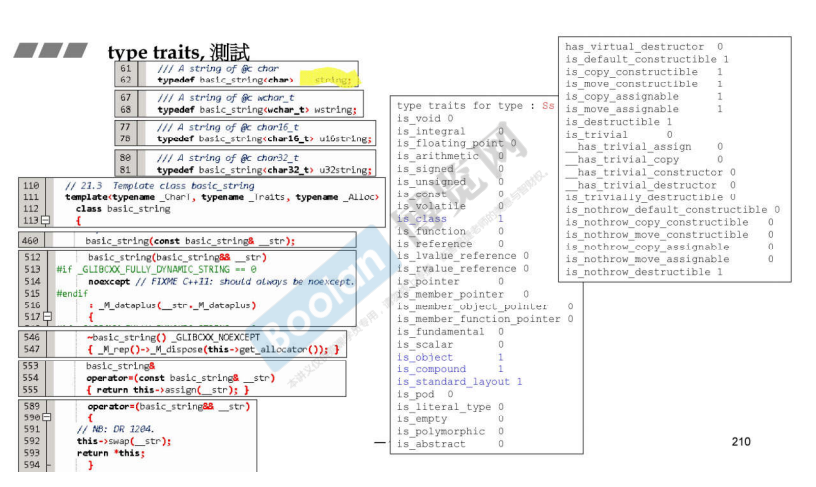 type traits, 測試
61 /// A string of @c char
62 typedef basic_string<char> string;
67 /// A string of @c wchar_t
68 typedef basic_string<wchar_t> wstring;
77 /// A string of @c char16_t
78 typedef basic_string<char16_t> u16string;
80 /// A string of @c char32_t
81 typedef basic_string<char32_t> u32string;
110 // 21.3 Template class basic_string
111 template<typename _CharT, typename _Traits, typename _Alloc>
112 class basic_string
113 {
460 basic_string(const basic_string& __str);
512 basic_string(basic_string&& __str)
513 #if _GLIBCXX_FULLY_DYNAMIC_STRING == 0
514 noexcept // FIXME C++11: should always be noexcept.
515 #endif
516 : _M_dataplus(__str._M_dataplus)
517 {
546 ~basic_string() _GLIBCXX_NOEXCEPT
547 { _M_rep()->_M_dispose(this->get_allocator()); }
553 basic_string&
554 operator=(const basic_string& __str)
555 { return this->assign(__str); }
589 operator=(basic_string&& __str)
590 {
591 // NB: DR 1204.
592 this->swap(__str);
593 return *this;
594 }
type traits for type : Ss
is_void 0
is_integral 0
is_floating_point 0
is_arithmetic 0
is_signed 0
is_unsigned 0
is_const 0
is_volatile 0
is_class 1
is_function 0
is_reference 0
is_lvalue_reference 0
is_rvalue_reference 0
is_pointer 0
is_member_pointer 0
is_member_object_pointer 0
is_member_function_pointer 0
is_fundamental 0
is_scalar 0
is_object 1
is_compound 1
is_standard_layout 1
is_pod 0
is_literal_type 0
is_empty 0
is_polymorphic 0
is_abstract 0
has_virtual_destructor 0
is_default_constructible 1
is_copy_constructible 1
is_move_constructible 1
is_copy_assignable 1
is_move_assignable 1
is_destructible 1
is_trivial 0
__has_trivial_assign 0
__has_trivial_copy 0
__has_trivial_constructor 0
__has_trivial_destructor 0
is_trivially_destructible 0
is_nothrow_default_constructible 0
is_nothrow_copy_constructible 0
is_nothrow_move_constructible 0
is_nothrow_copy_assignable 0
is_nothrow_move_assignable 0
is_nothrow_destructible 1
Boolan 博览网
210